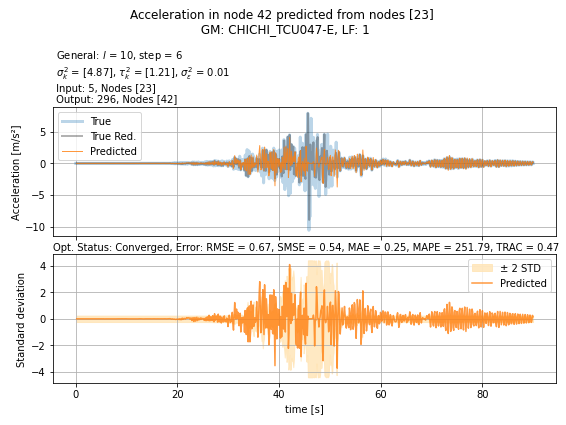 Acceleration in node 42 predicted from nodes [23]
GM: CHICHI_TCU047-E, LF: 1
General: l = 10, step = 6
σ²ₖ = [4.87], τ²ₖ = [1.21], σ²ε = 0.01
Input: 5, Nodes [23]
Output: 296, Nodes [42]
True
True Red.
Predicted
Acceleration [m/s²]
5
0
−5
−10
Opt. Status: Converged, Error: RMSE = 0.67, SMSE = 0.54, MAE = 0.25, MAPE = 251.79, TRAC = 0.47
± 2 STD
Predicted
Standard deviation
4
2
0
−2
−4
0 20 40 60 80
time [s]